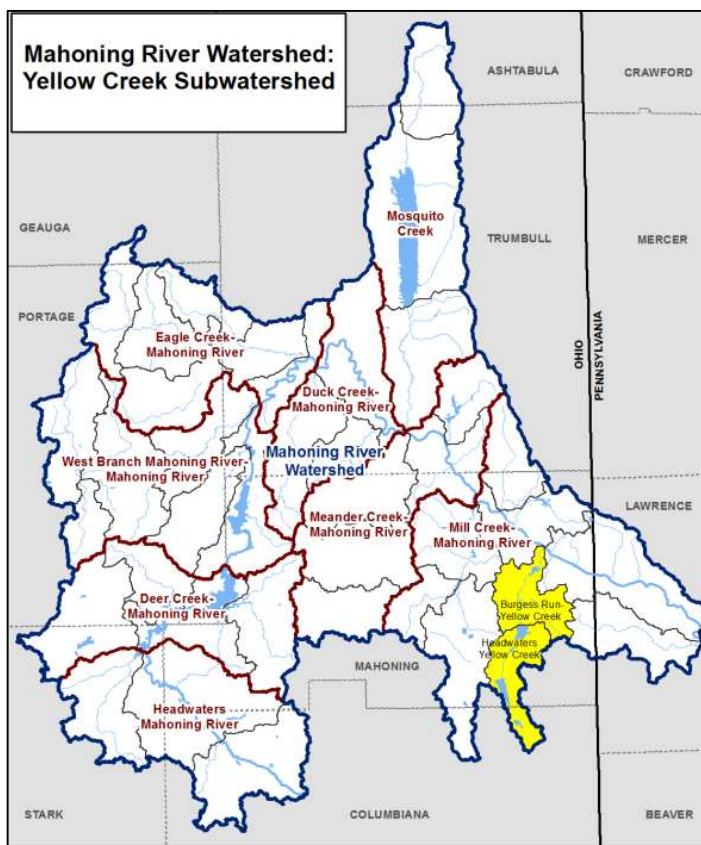 Mahoning River Watershed:
Yellow Creek Subwatershed
ASHTABULA
CRAWFORD
Mosquito
Creek
GEAUGA
TRUMBULL
MERCER
PORTAGE
OHIO
PENNSYLVANIA
Eagle Creek-
Mahoning River
Duck Creek-
Mahoning River
Mahoning River
Watershed
West Branch Mahoning River-
Mahoning River
LAWRENCE
Meander Creek-
Mahoning River
Mill Creek-
Mahoning River
Deer Creek-
Mahoning River
Burgess Run-
Yellow Creek
Headwaters
Yellow Creek
MAHONING
Headwaters
Mahoning River
STARK
COLUMBIANA
BEAVER